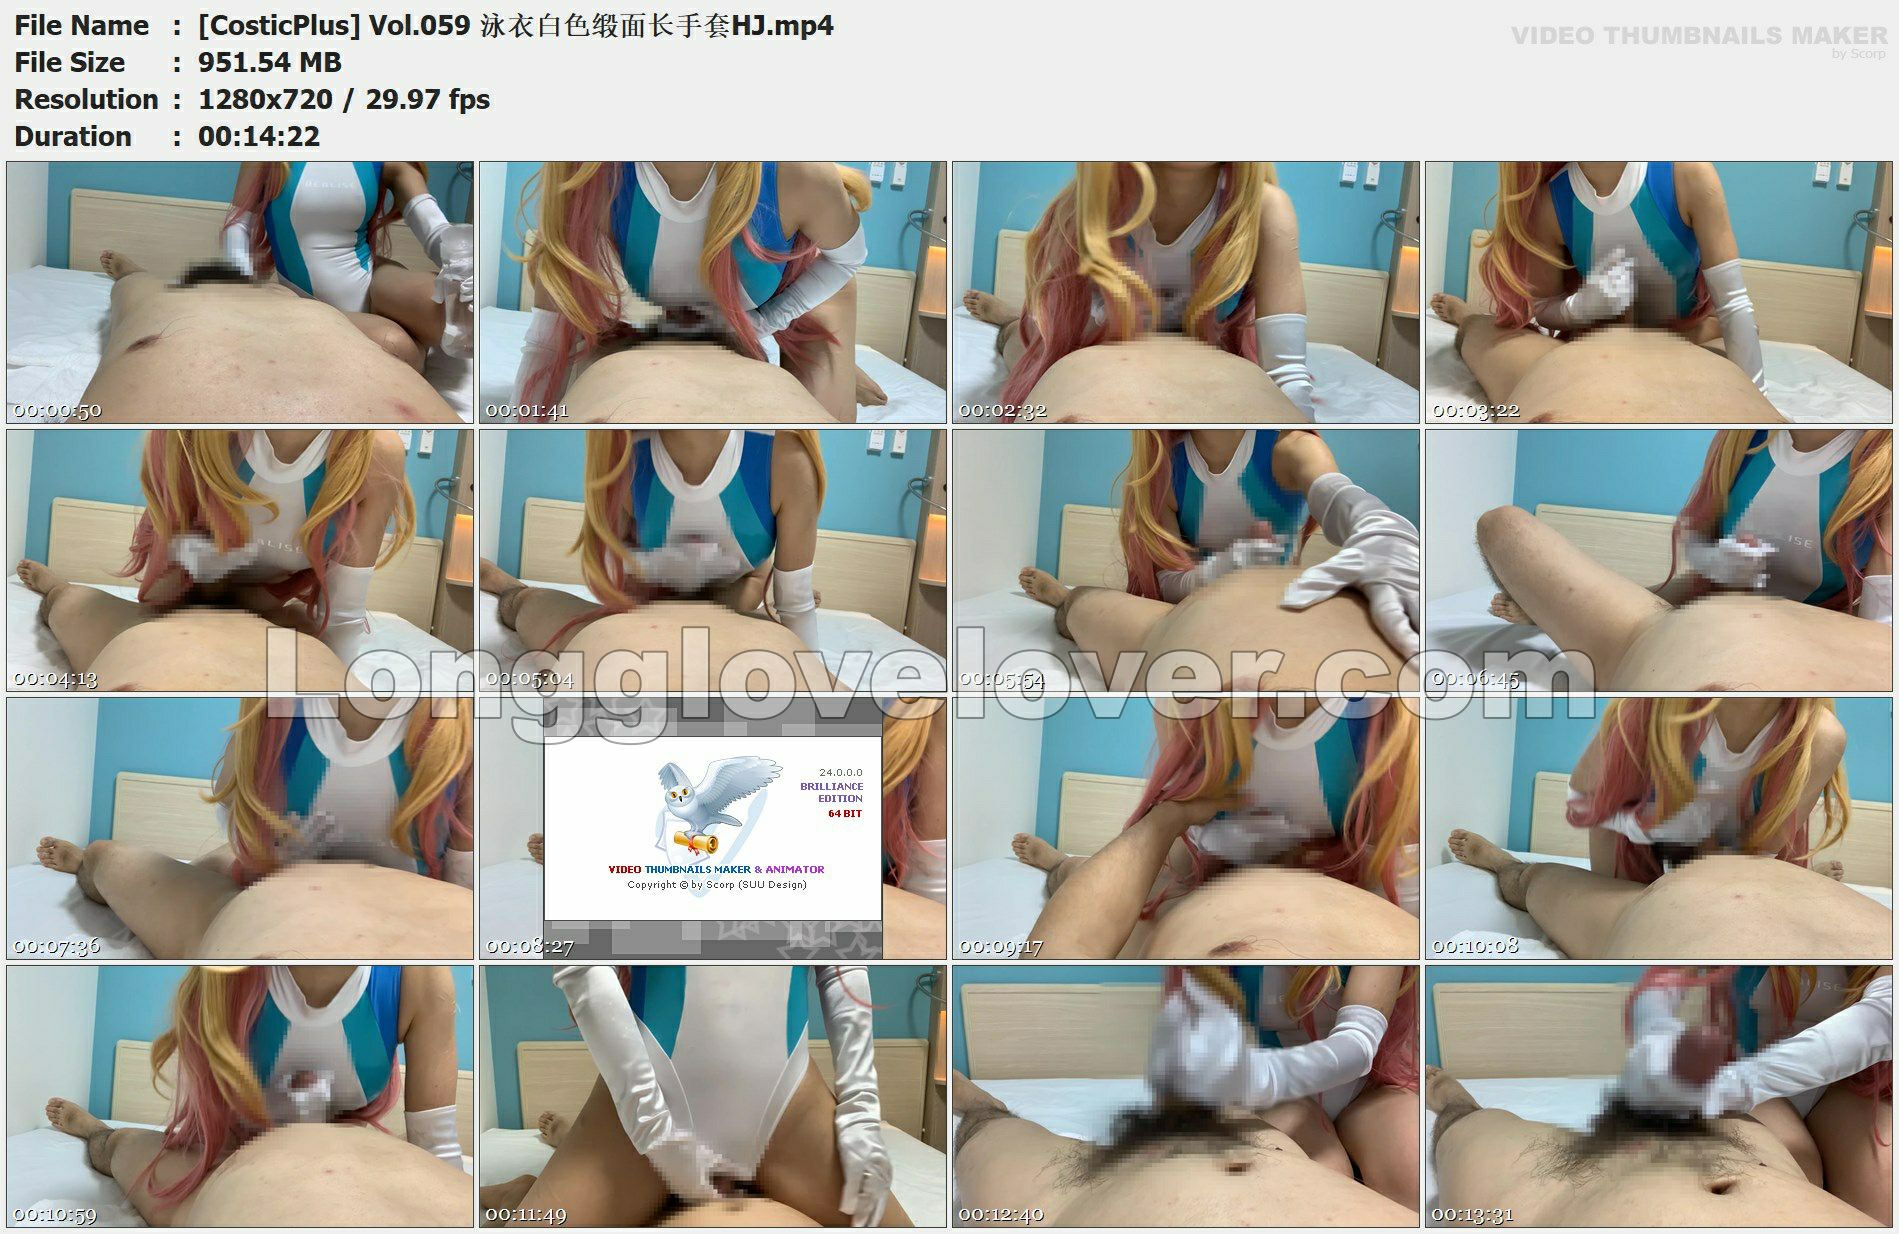 File Name : [CosticPlus] Vol.059 泳衣白色缎面长手套HJ.mp4
VIDEO THUMBNAILS MAKER
by Scorp
File Size : 951.54 MB
Resolution : 1280x720 / 29.97 fps
Duration : 00:14:22
REALISE
00:00:50
00:01:41
00:02:32
00:03:22
ALISE
00:04:13
00:05:04
00:05:54
ISE
00:06:45
Longglovelover.com
00:07:36
24.0.0.0
BRILLIANCE
EDITION
64 BIT
VIDEO THUMBNAILS MAKER & ANIMATOR
Copyright © by Scorp (SUU Design)
00:08:27
00:09:17
00:10:08
00:10:59
00:11:49
00:12:40
00:13:31